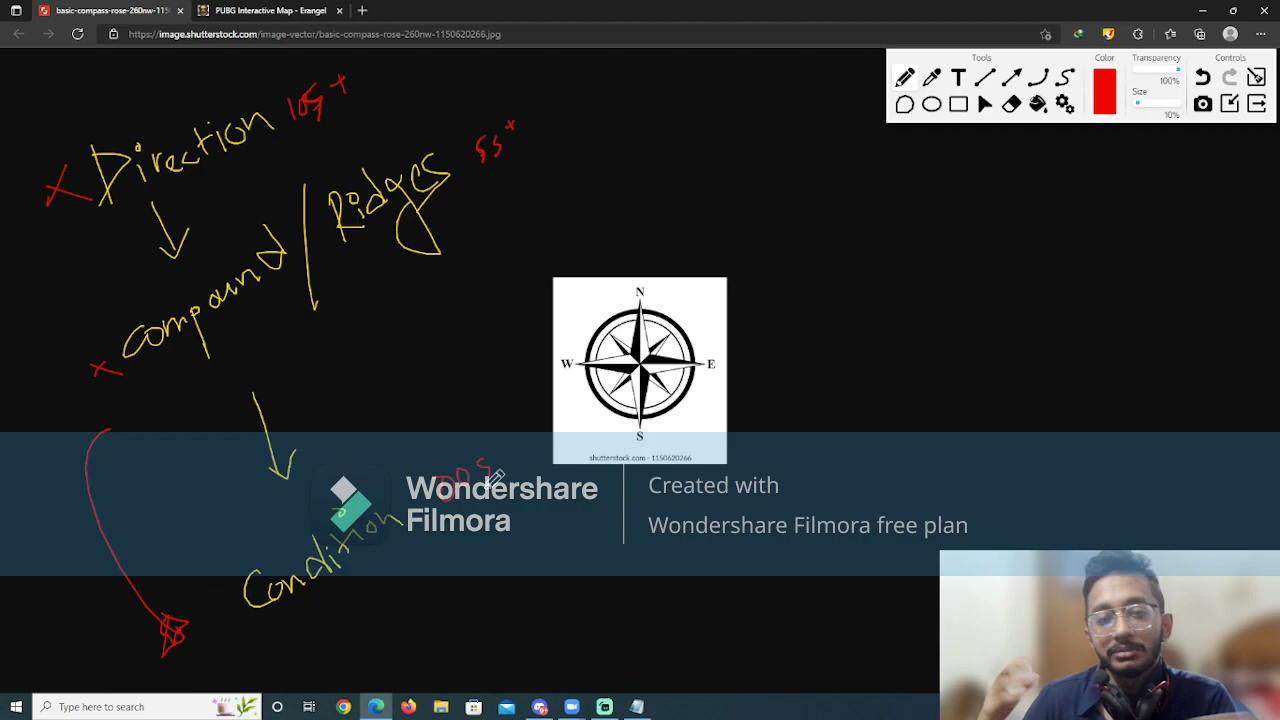 basic-compass-rose-260nw-115
PUBG Interactive Map - Erangel
https://image.shutterstock.com/image-vector/basic-compass-rose-260nw-1150620266.jpg
Tools
Color
Transparency
Controls
100%
Size
10%
Direction
Ridges
compound
Condition
N
W
E
S
shutterstock.com · 1150620266
Wondershare
Filmora
Created with
Wondershare Filmora free plan
Type here to search